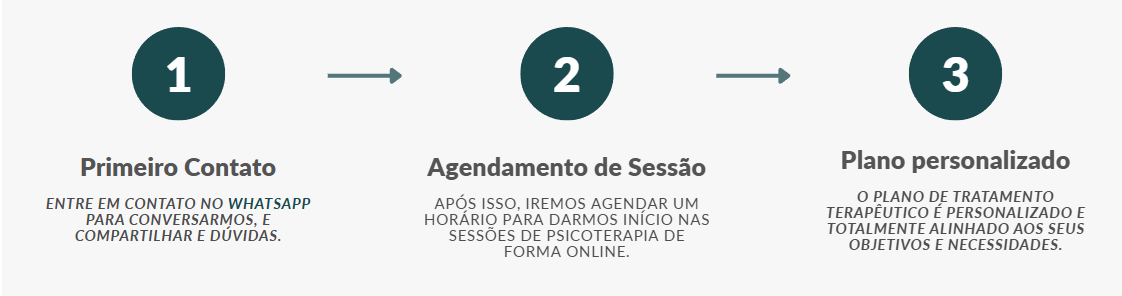 1
Primeiro Contato
ENTRE EM CONTATO NO WHATSAPP
PARA CONVERSARMOS, E
COMPARTILHAR E DÚVIDAS.
2
Agendamento de Sessão
APÓS ISSO, IREMOS AGENDAR UM
HORÁRIO PARA DARMOS INÍCIO NAS
SESSÕES DE PSICOTERAPIA DE
FORMA ONLINE.
3
Plano personalizado
O PLANO DE TRATAMENTO
TERAPÊUTICO É PERSONALIZADO E
TOTALMENTE ALINHADO AOS SEUS
OBJETIVOS E NECESSIDADES.